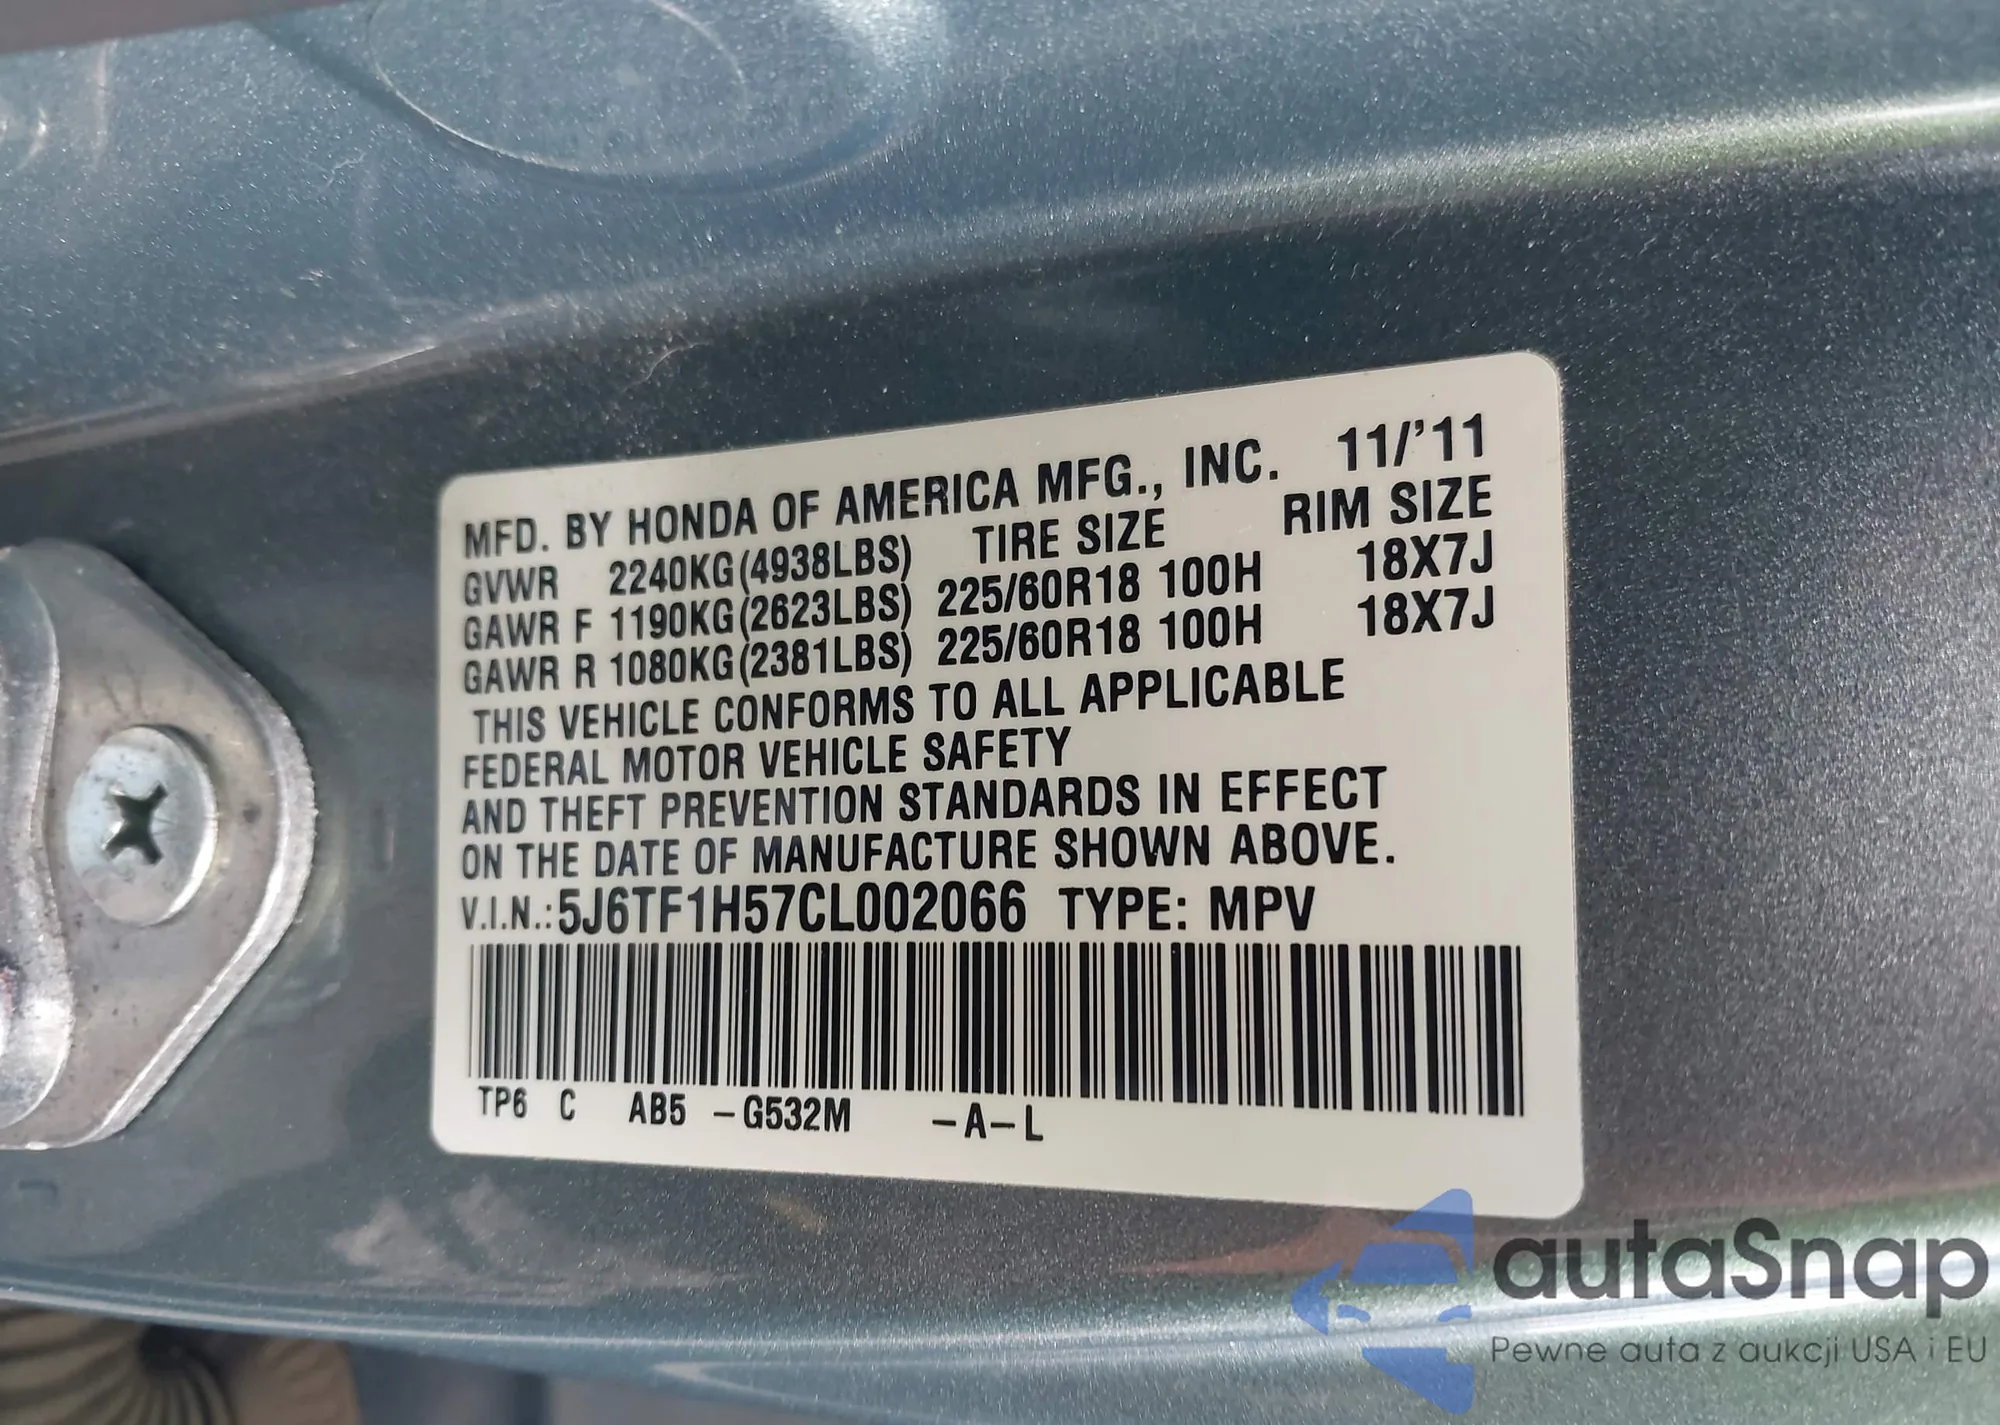 MFD. BY HONDA OF AMERICA MFG., INC. 11/'11
GVWR 2240KG(4938LBS) TIRE SIZE RIM SIZE
GAWR F 1190KG(2623LBS) 225/60R18 100H 18X7J
GAWR R 1080KG(2381LBS) 225/60R18 100H 18X7J
THIS VEHICLE CONFORMS TO ALL APPLICABLE
FEDERAL MOTOR VEHICLE SAFETY
AND THEFT PREVENTION STANDARDS IN EFFECT
ON THE DATE OF MANUFACTURE SHOWN ABOVE.
V.I.N.: 5J6TF1H57CL002066 TYPE: MPV
TP6 C AB5 -G532M -A-L
autaSnap
Pewne auta z aukcji USA i EU